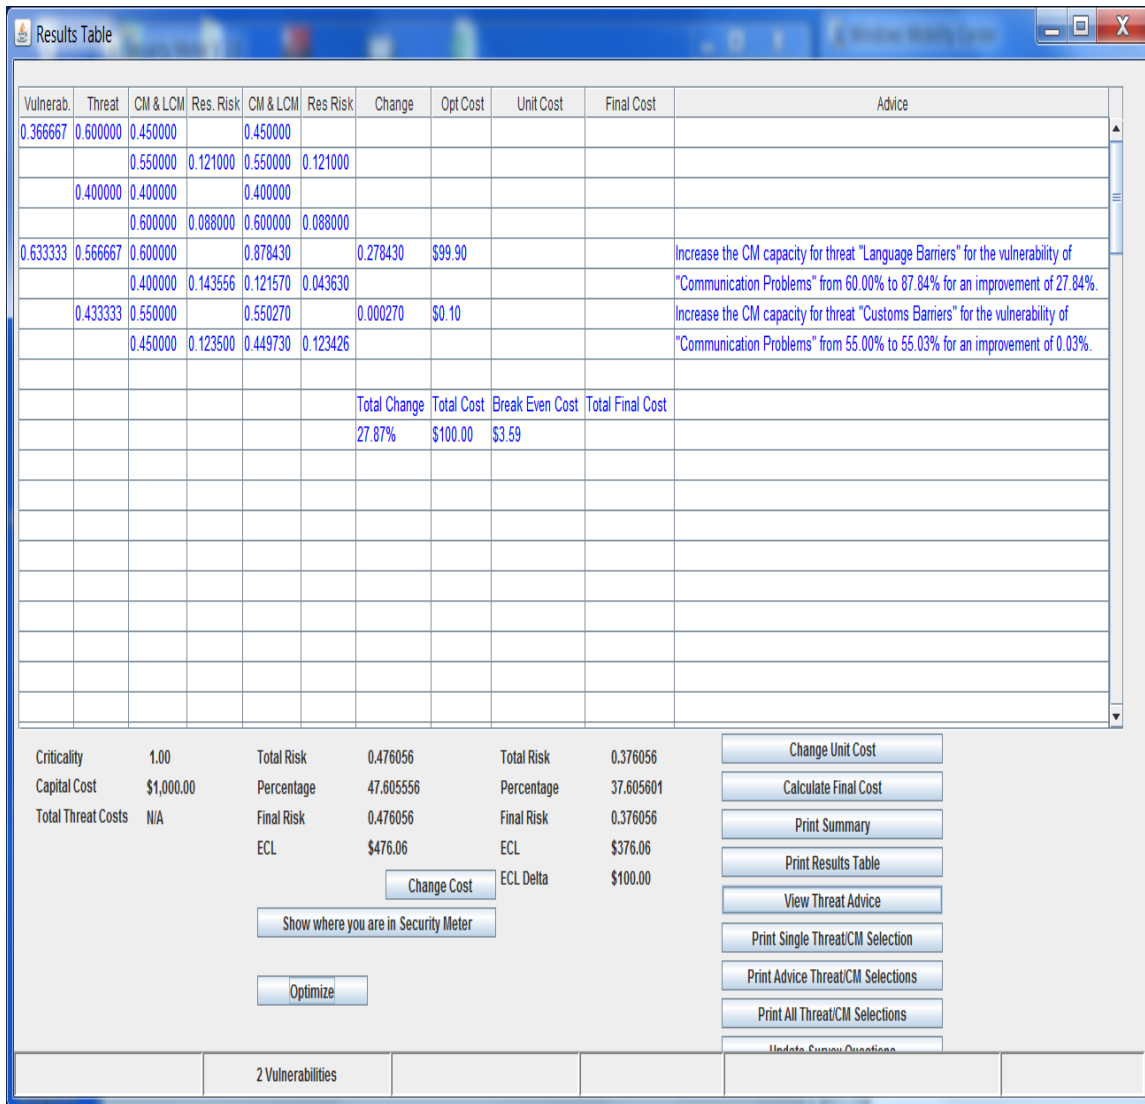 Results Table
Vulnerab. Threat CM & LCM Res. Risk CM & LCM Res Risk Change Opt Cost Unit Cost Final Cost Advice
0.366667 0.600000 0.450000 0.450000
0.550000 0.121000 0.550000 0.121000
0.400000 0.400000 0.400000
0.600000 0.088000 0.600000 0.088000
0.633333 0.566667 0.600000 0.878430 0.278430 $99.90 Increase the CM capacity for threat "Language Barriers" for the vulnerability of
0.400000 0.143556 0.121570 0.043630 "Communication Problems" from 60.00% to 87.84% for an improvement of 27.84%.
0.433333 0.550000 0.550270 0.000270 $0.10 Increase the CM capacity for threat "Customs Barriers" for the vulnerability of
0.450000 0.123500 0.449730 0.123426 "Communication Problems" from 55.00% to 55.03% for an improvement of 0.03%.
Total Change Total Cost Break Even Cost Total Final Cost
27.87% $100.00 $3.59
Criticality 1.00 Total Risk 0.476056 Total Risk 0.376056 Change Unit Cost
Capital Cost $1,000.00 Percentage 47.605556 Percentage 37.605601 Calculate Final Cost
Total Threat Costs N/A Final Risk 0.476056 Final Risk 0.376056 Print Summary
ECL $476.06 ECL $376.06 Print Results Table
Change Cost ECL Delta $100.00 View Threat Advice
Show where you are in Security Meter Print Single Threat/CM Selection
Print Advice Threat/CM Selections
Optimize Print All Threat/CM Selections
Update Survey Questions
2 Vulnerabilities